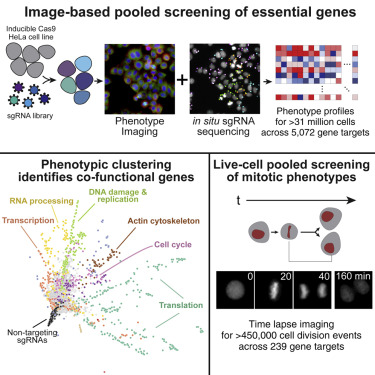 Image-based pooled screening of essential genes
Inducible Cas9
HeLa cell line
sgRNA library
Phenotype
Imaging
in situ sgRNA
sequencing
Phenotype profiles
for >31 million cells
across 5,072 gene targets
Phenotypic clustering
identifies co-functional genes
DNA damage &
replication
RNA processing
Transcription
Actin cytoskeleton
Cell cycle
Translation
Non-targeting
sgRNAs
Live-cell pooled screening
of mitotic phenotypes
t
0
20
40
160 min
Time lapse imaging
for >450,000 cell division events
across 239 gene targets